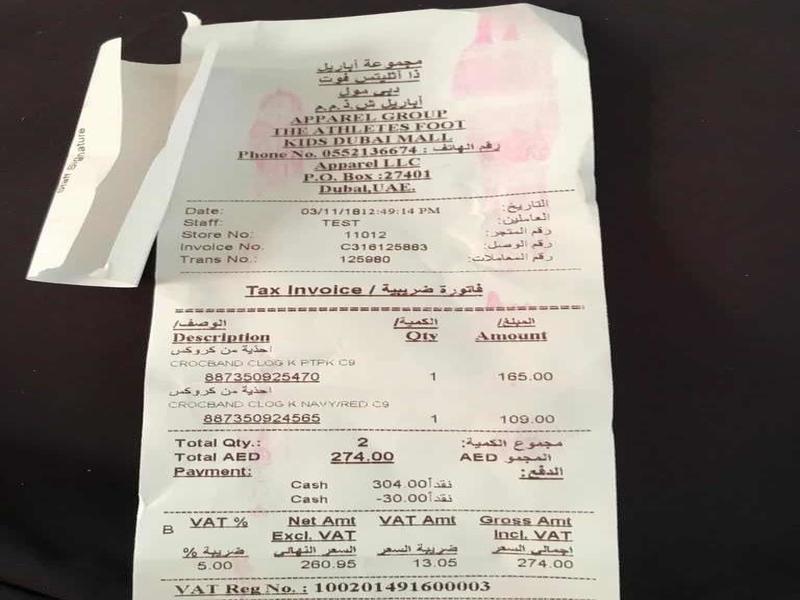 مجموعة أباريل
ذا أثليتس فوت
دبي مول
أباريل ش.ذ.م.م
APPAREL GROUP
THE ATHLETES FOOT
KIDS DUBAI MALL
Phone No. 0552136674 : رقم الهاتف
Apparel LLC
P.O. Box :27401
Dubai,UAE.
Date: 03/11/18 12:49:14 PM التاريخ:
Staff: TEST العاملين:
Store No: 11012 رقم المتجر:
Invoice No. C316125883 رقم الوصل:
Trans No.: 125980 رقم المعاملات:
Tax Invoice / فاتورة ضريبية
الوصف/ الكمية/ المبلغ/
Description Qty Amount
احذية من كروكس
CROCBAND CLOG K PTPK C9
887350925470 1 165.00
احذية من كروكس
CROCBAND CLOG K NAVY/RED C9
887350924565 1 109.00
Total Qty.: 2 مجموع الكمية:
Total AED 274.00 المجمو AED
Payment: الدفع:
Cash 304.00 نقدأ
Cash -30.00 نقدأ
B VAT % Net Amt VAT Amt Gross Amt
Excl. VAT Incl. VAT
ضريبة % السعر النهائي ضريبة السعر اجمالي السعر
5.00 260.95 13.05 274.00
VAT Reg No. : 100201491600003
Staff Signature